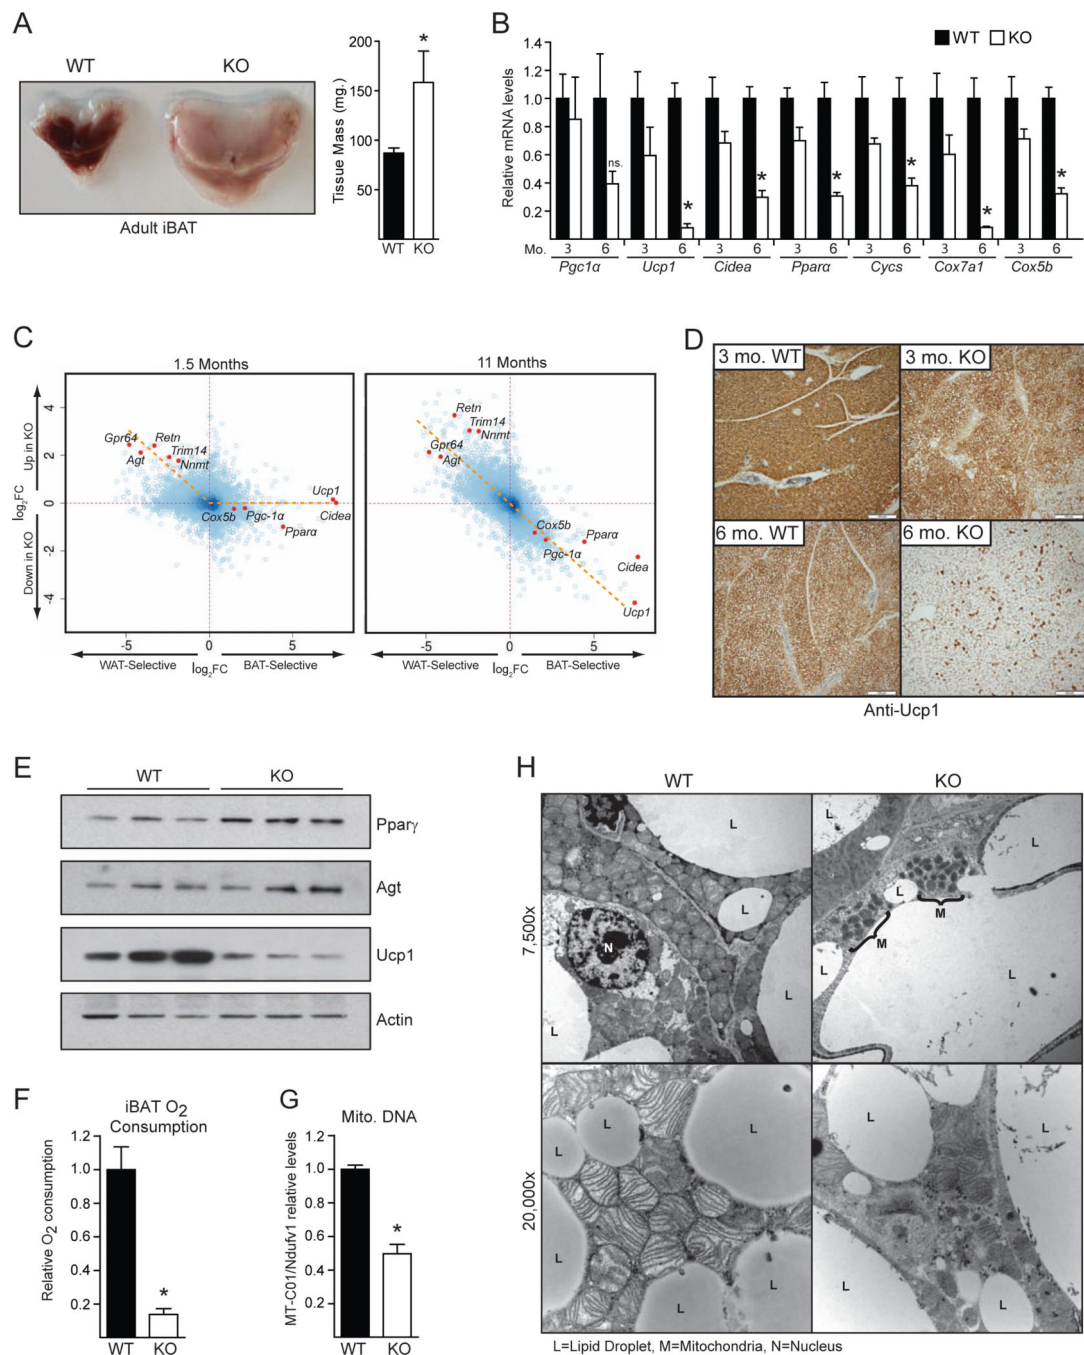 A
WT
KO
Adult iBAT
Tissue Mass (mg.)
200
150
100
50
*
WT
KO
B
WT
KO
Relative mRNA levels
1.4
1.2
1.0
0.8
0.6
0.4
0.2
ns.
*
*
*
*
*
*
Mo. 3 6 3 6 3 6 3 6 3 6 3 6 3 6
Pgc1α Ucp1 Cidea Pparα Cycs Cox7a1 Cox5b
C
1.5 Months
11 Months
Up in KO
log2FC
Down in KO
4
2
0
-2
-4
Gpr64
Retn
Agt
Trim14
Nnmt
Ucp1
Cox5b
Pgc-1α
Cidea
Pparα
Retn
Trim14
Gpr64
Nnmt
Agt
Cox5b
Pparα
Pgc-1α
Cidea
Ucp1
-5 0 5
-5 0 5
WAT-Selective log2FC BAT-Selective
WAT-Selective log2FC BAT-Selective
D
3 mo. WT
3 mo. KO
6 mo. WT
6 mo. KO
Anti-Ucp1
E
WT
KO
Pparγ
Agt
Ucp1
Actin
F
iBAT O2
Consumption
Relative O2 consumption
1.2
1.0
0.8
0.6
0.4
0.2
*
WT KO
G
Mito. DNA
MT-C01/Ndufv1 relative levels
1.2
1.0
0.8
0.6
0.4
0.2
*
WT KO
H
WT
KO
7,500x
L
L
L
L
N
L
L
L
L
L
M
M
L
20,000x
L
L
L
L
L
L
L
L
L
L
L
L=Lipid Droplet, M=Mitochondria, N=Nucleus